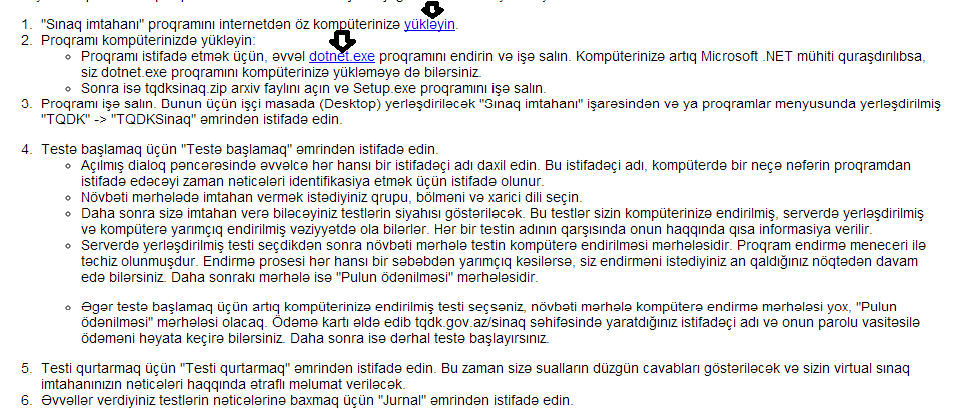 1. "Sınaq imtahanı" proqramını internetdən öz kompüterinizə yükləyin.
2. Proqramı kompüterinizdə yükləyin:
Proqramı istifadə etmək üçün, əvvəl dotnet.exe proqramını endirin və işə salın. Kompüterinizə artıq Microsoft .NET mühiti quraşdırılıbsa,
siz dotnet.exe proqramını kompüterinizə yükləməyə də bilərsiniz.
Sonra isə tqdksinaq.zip arxiv faylını açın və Setup.exe proqramını işə salın.
3. Proqramı işə salın. Bunun üçün işçi masada (Desktop) yerləşdiriləcək "Sınaq imtahanı" işarəsindən və ya proqramlar menyusunda yerləşdirilmiş
"TQDK" -> "TQDKSinaq" əmrindən istifadə edin.
4. Testə başlamaq üçün "Testə başlamaq" əmrindən istifadə edin.
Açılmış dialoq pəncərəsində əvvəlcə hər hansı bir istifadəçi adı daxil edin. Bu istifadəçi adı, kompüterdə bir neçə nəfərin proqramdan
istifadə edəcəyi zaman nəticələri identifikasiya etmək üçün istifadə olunur.
Növbəti mərhələdə imtahan vermək istədiyiniz qrupu, bölməni və xarici dili seçin.
Daha sonra sizə imtahan verə biləcəyiniz testlərin siyahısı göstəriləcək. Bu testlər sizin kompüterinizə endirilmiş, serverdə yerləşdirilmiş
və kompüterə yarımçıq endirilmiş vəziyyətdə ola bilərlər. Hər bir testin adının qarşısında onun haqqında qısa informasiya verilir.
Serverdə yerləşdirilmiş testi seçdikdən sonra növbəti mərhələ testin kompüterə endirilməsi mərhələsidir. Proqram endirmə meneceri ilə
təchiz olunmuşdur. Endirmə prosesi hər hansı bir səbəbdən yarımçıq kəsilərsə, siz endirməni istədiyiniz an qaldığınız nöqtədən davam
edə bilərsiniz. Daha sonrakı mərhələ isə "Pulun ödənilməsi" mərhələsidir.
Əgər testə başlamaq üçün artıq kompüterinizə endirilmiş testi seçsəniz, növbəti mərhələ kompüterə endirmə mərhələsi yox, "Pulun
ödənilməsi" mərhələsi olacaq. Ödəmə kartı əldə edib tqdk.gov.az/sinaq səhifəsində yaratdığınız istifadəçi adı və onun parolu vasitəsilə
ödəməni həyata keçirə bilərsiniz. Daha sonra isə dərhal testə başlayırsınız.
5. Testi qurtarmaq üçün "Testi qurtarmaq" əmrindən istifadə edin. Bu zaman sizə sualların düzgün cavabları göstəriləcək və sizin virtual sınaq
imtahanınızın nəticələri haqqında ətraflı məlumat veriləcək.
6. Əvvəllər verdiyiniz testlərin nəticələrinə baxmaq üçün "Jurnal" əmrindən istifadə edin.